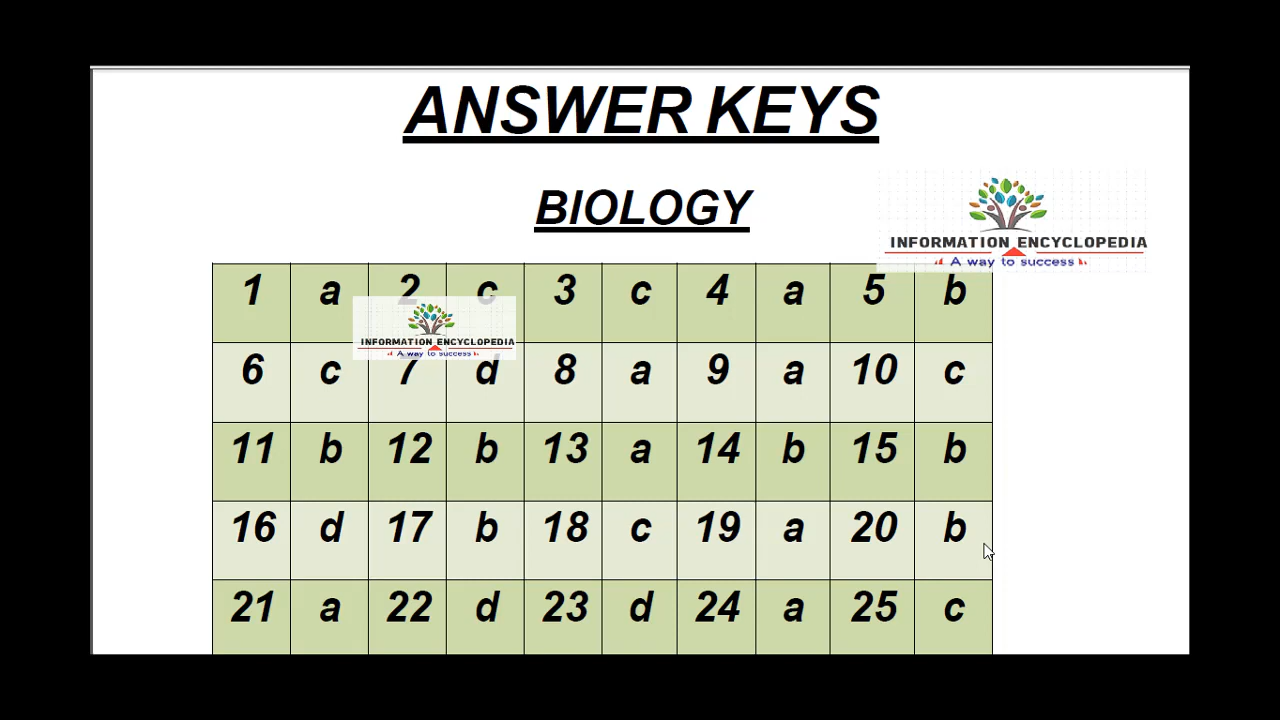 ANSWER KEYS
BIOLOGY
INFORMATION ENCYCLOPEDIA
A way to success
1 a 2 c 3 c 4 a 5 b
INFORMATION ENCYCLOPEDIA
A way to success
6 c 7 d 8 a 9 a 10 c
11 b 12 b 13 a 14 b 15 b
16 d 17 b 18 c 19 a 20 b
21 a 22 d 23 d 24 a 25 c